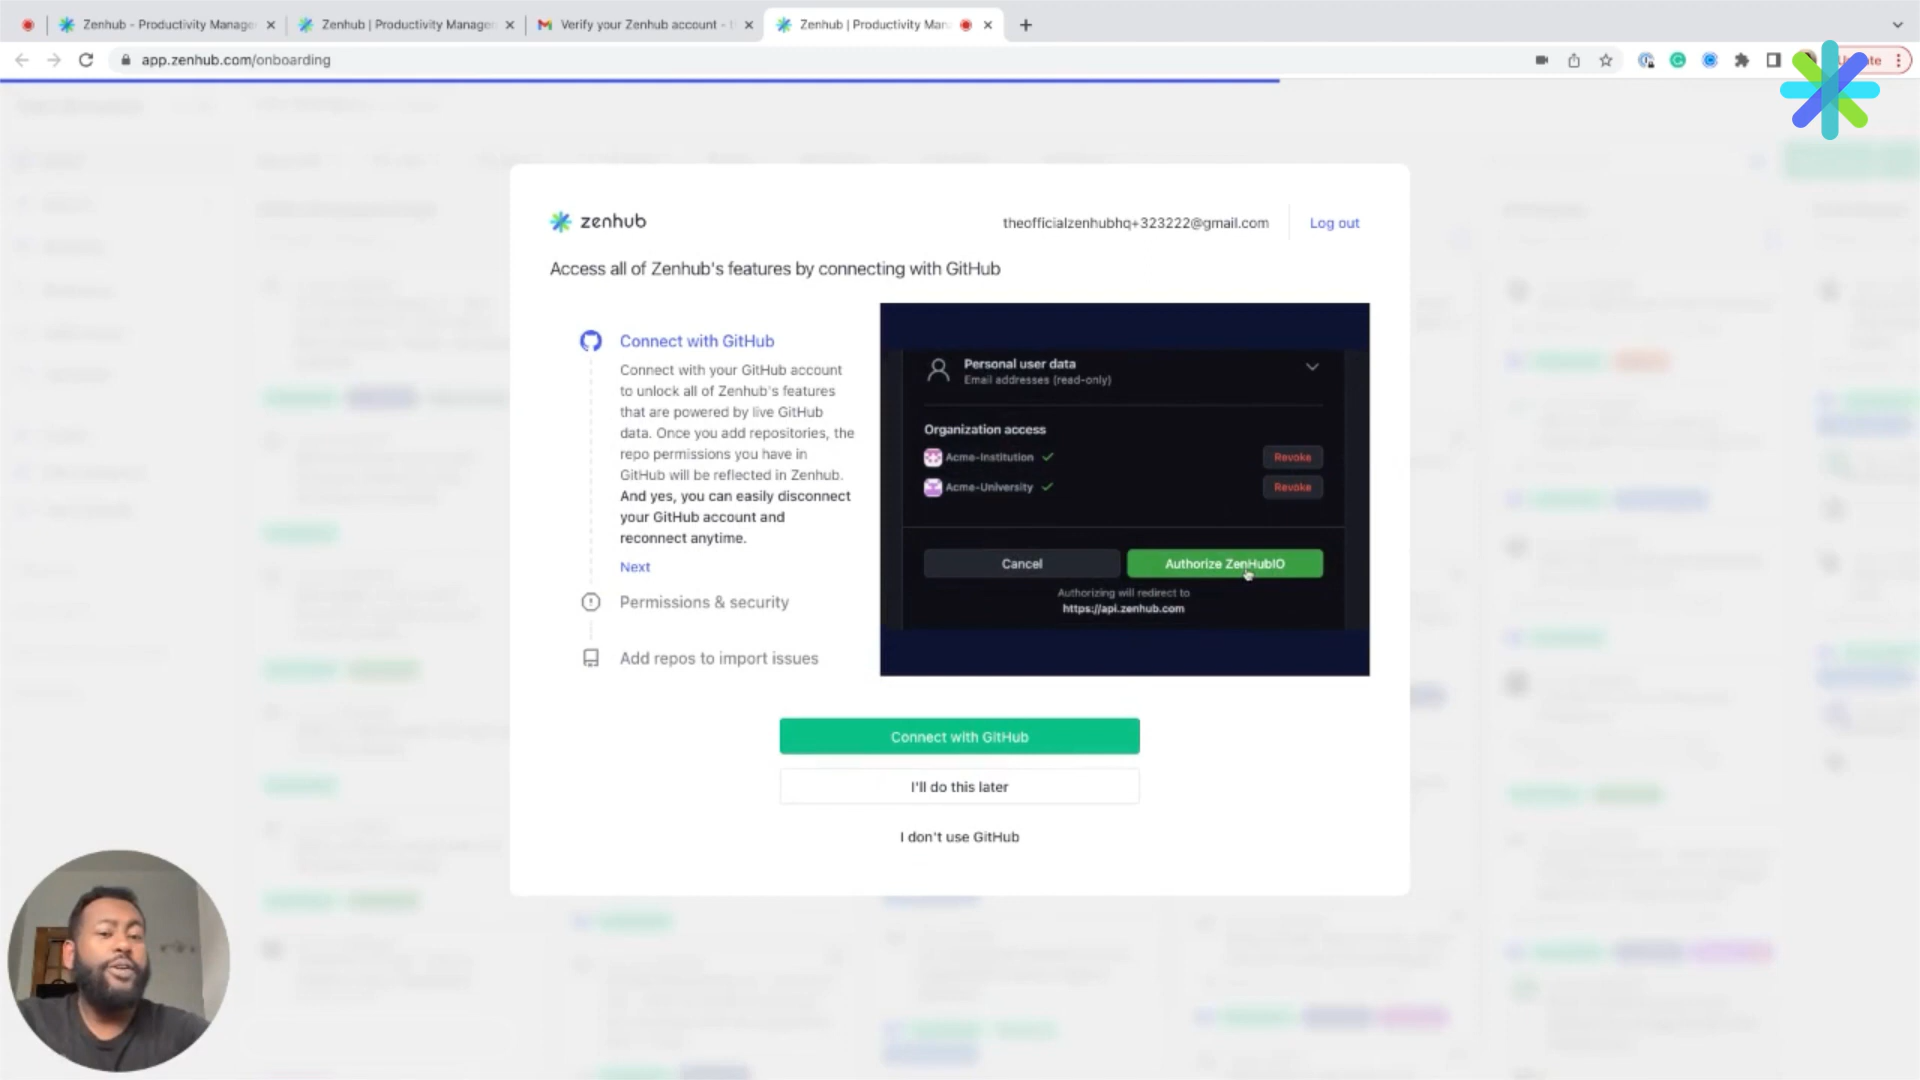 Zenhub - Productivity Manage
Zenhub | Productivity Manage
Verify your Zenhub account -
Zenhub | Productivity Man
app.zenhub.com/onboarding
zenhub
theofficialzenhubhq+323222@gmail.com
Log out
Access all of Zenhub's features by connecting with GitHub
Connect with GitHub
Connect with your GitHub account
to unlock all of Zenhub's features
that are powered by live GitHub
data. Once you add repositories, the
repo permissions you have in
GitHub will be reflected in Zenhub.
And yes, you can easily disconnect
your GitHub account and
reconnect anytime.
Next
Permissions & security
Add repos to import issues
Personal user data
Email addresses (read-only)
Organization access
Acme-Institution
Revoke
Acme-University
Revoke
Cancel
Authorize ZenHubIO
Authorizing will redirect to
https://api.zenhub.com
Connect with GitHub
I'll do this later
I don't use GitHub